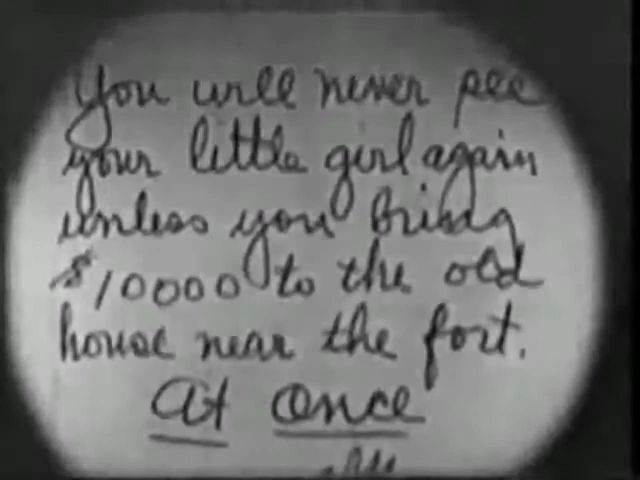 You will never see
your little girl again
unless you bring
$10000 to the old
house near the fort.
At Once